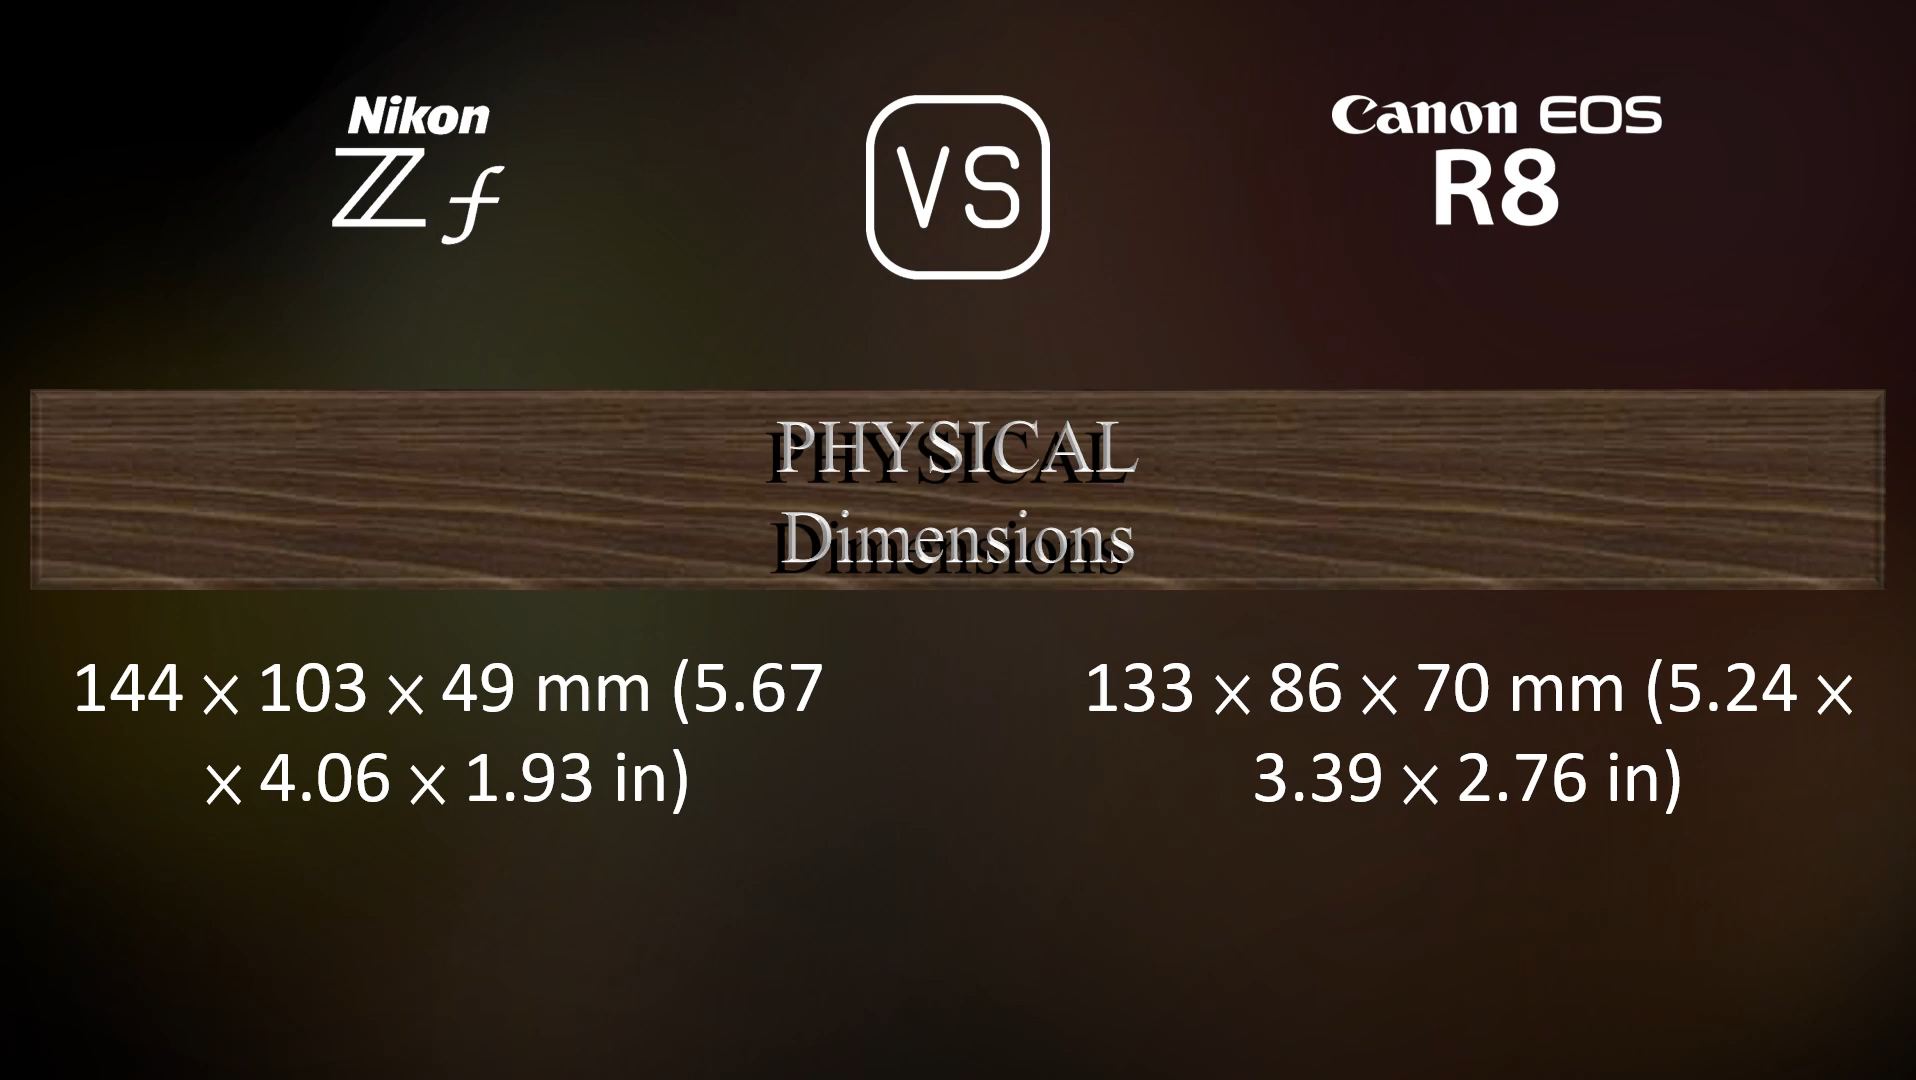 Nikon
Z f
VS
Canon EOS
R8
PHYSICAL
Dimensions
144 x 103 x 49 mm (5.67
x 4.06 x 1.93 in)
133 x 86 x 70 mm (5.24 x
3.39 x 2.76 in)